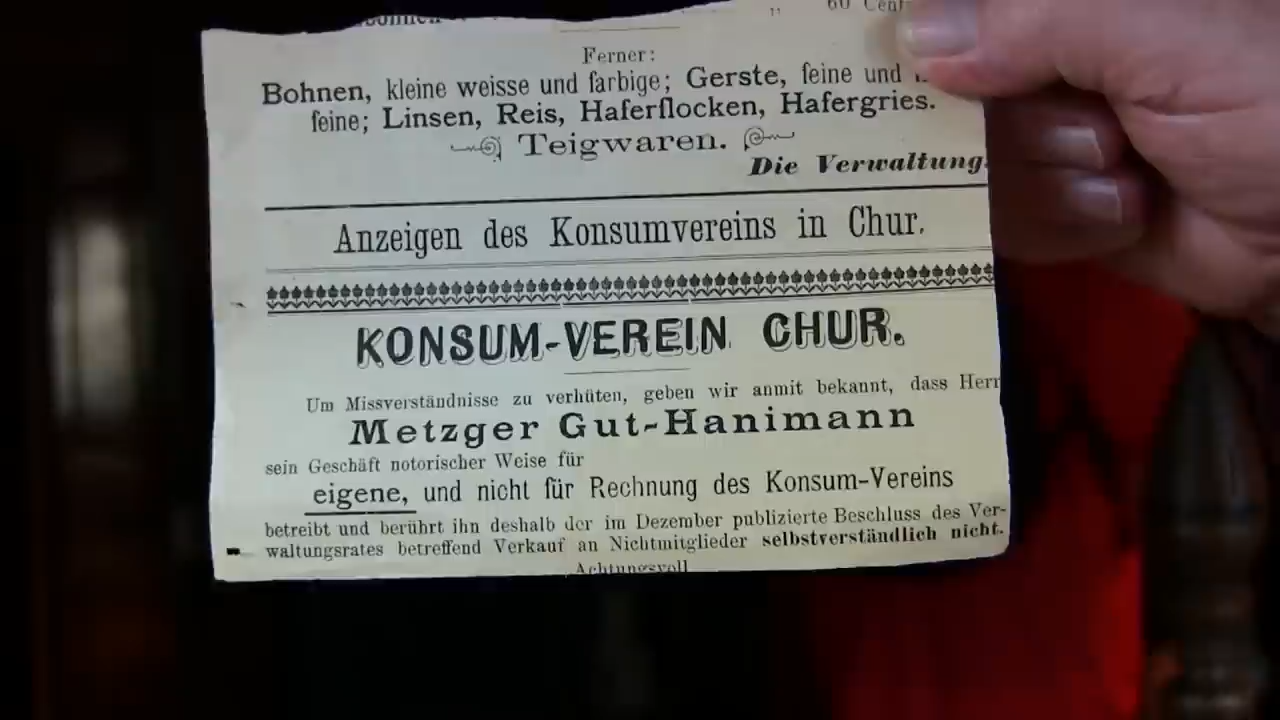 60 Cent
Ferner:
Bohnen, kleine weisse und farbige; Gerste, feine und
feine; Linsen, Reis, Haferflocken, Hafergries.
Teigwaren.
Die Verwaltung.
Anzeigen des Konsumvereins in Chur.
KONSUM-VEREIN CHUR.
Um Missverständnisse zu verhüten, geben wir anmit bekannt, dass Herr
Metzger Gut-Hanimann
sein Geschäft notorischer Weise für
eigene, und nicht für Rechnung des Konsum-Vereins
betreibt und berührt ihn deshalb der im Dezember publizierte Beschluss des Ver-
waltungsrates betreffend Verkauf an Nichtmitglieder selbstverständlich nicht.
Achtungsvoll